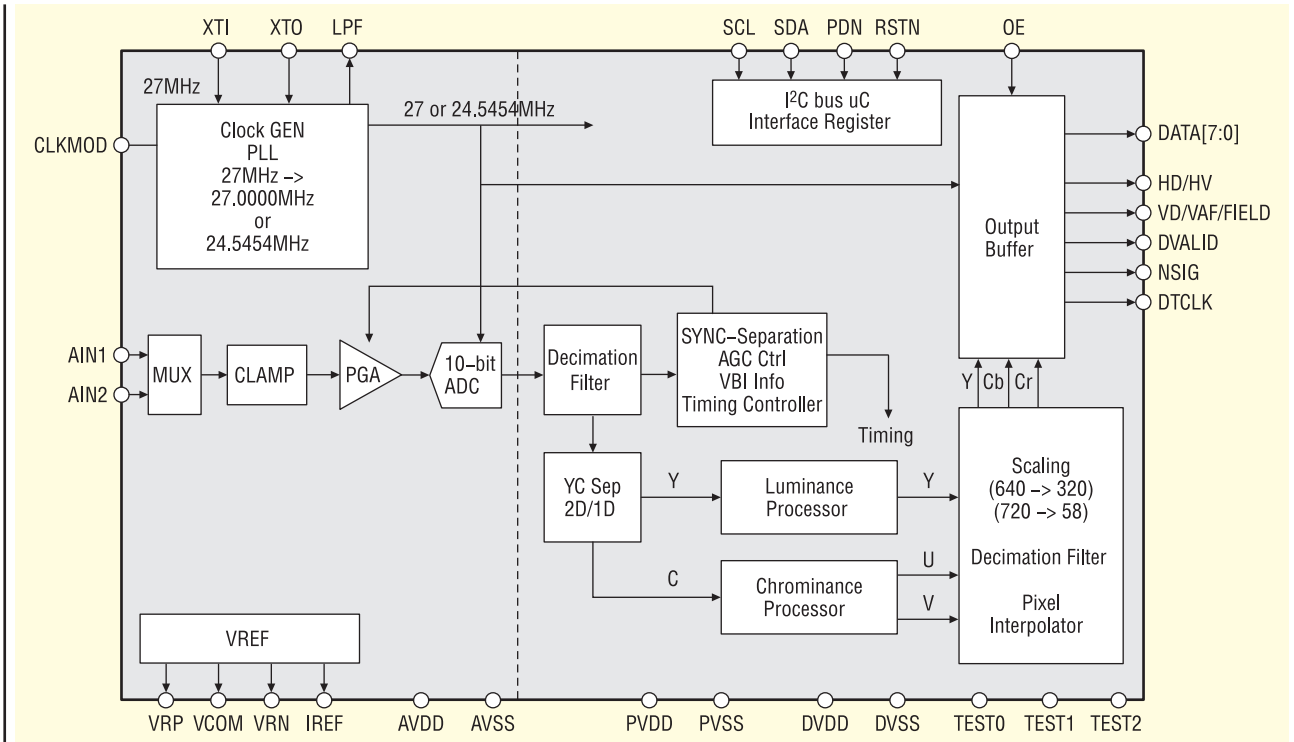 XTI XTO LPF SCL SDA PDN RSTN OE
27MHz
27 or 24.5454MHz
CLKMOD
Clock GEN
PLL
27MHz –>
27.0000MHz
or
24.5454MHz
I²C bus uC
Interface Register
Output
Buffer
DATA[7:0]
HD/HV
VD/VAF/FIELD
DVALID
NSIG
DTCLK
AIN1
AIN2
MUX
CLAMP
PGA
10–bit
ADC
Decimation
Filter
SYNC–Separation
AGC Ctrl
VBI Info
Timing Controller
Timing
Y Cb Cr
YC Sep
2D/1D
Y
Luminance
Processor
Y
C
Chrominance
Processor
U
V
Scaling
(640 –> 320)
(720 –> 58)
Decimation Filter
Pixel
Interpolator
VREF
VRP VCOM VRN IREF AVDD AVSS PVDD PVSS DVDD DVSS TEST0 TEST1 TEST2